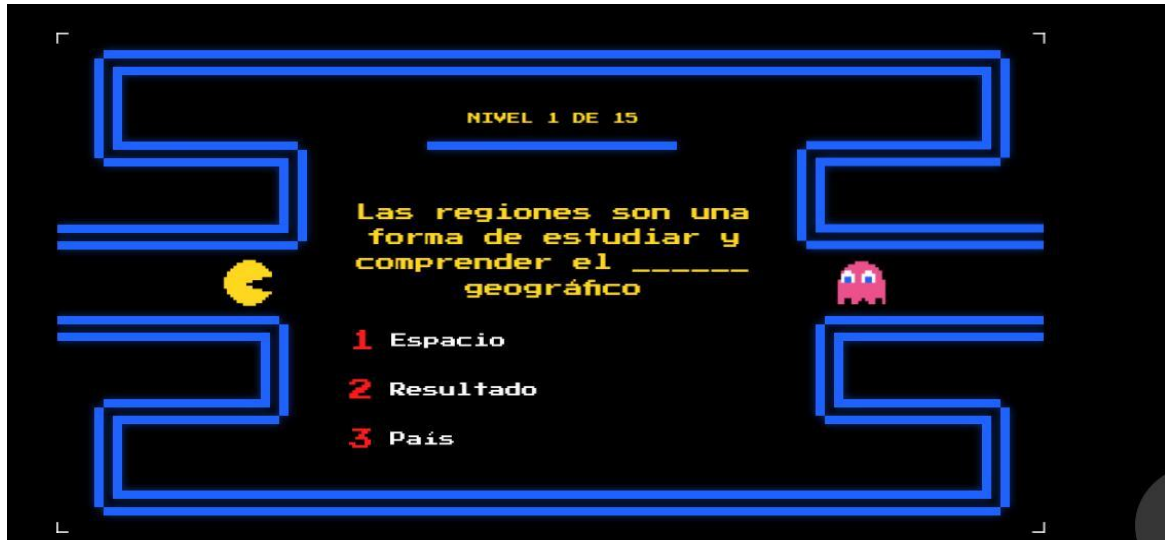 NIVEL 1 DE 15
Las regiones son una
forma de estudiar y
comprender el ______
geográfico
1 Espacio
2 Resultado
3 País